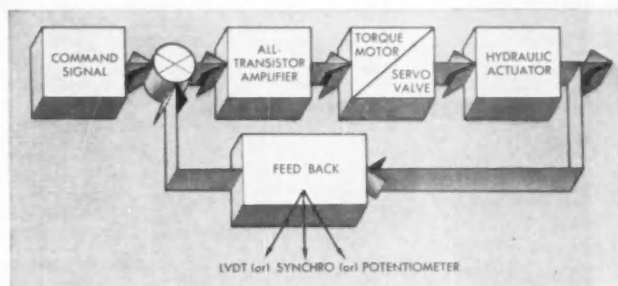 COMMAND
SIGNAL
ALL-
TRANSISTOR
AMPLIFIER
TORQUE
MOTOR
SERVO
VALVE
HYDRAULIC
ACTUATOR
FEED BACK
LVDT (or) SYNCHRO (or) POTENTIOMETER